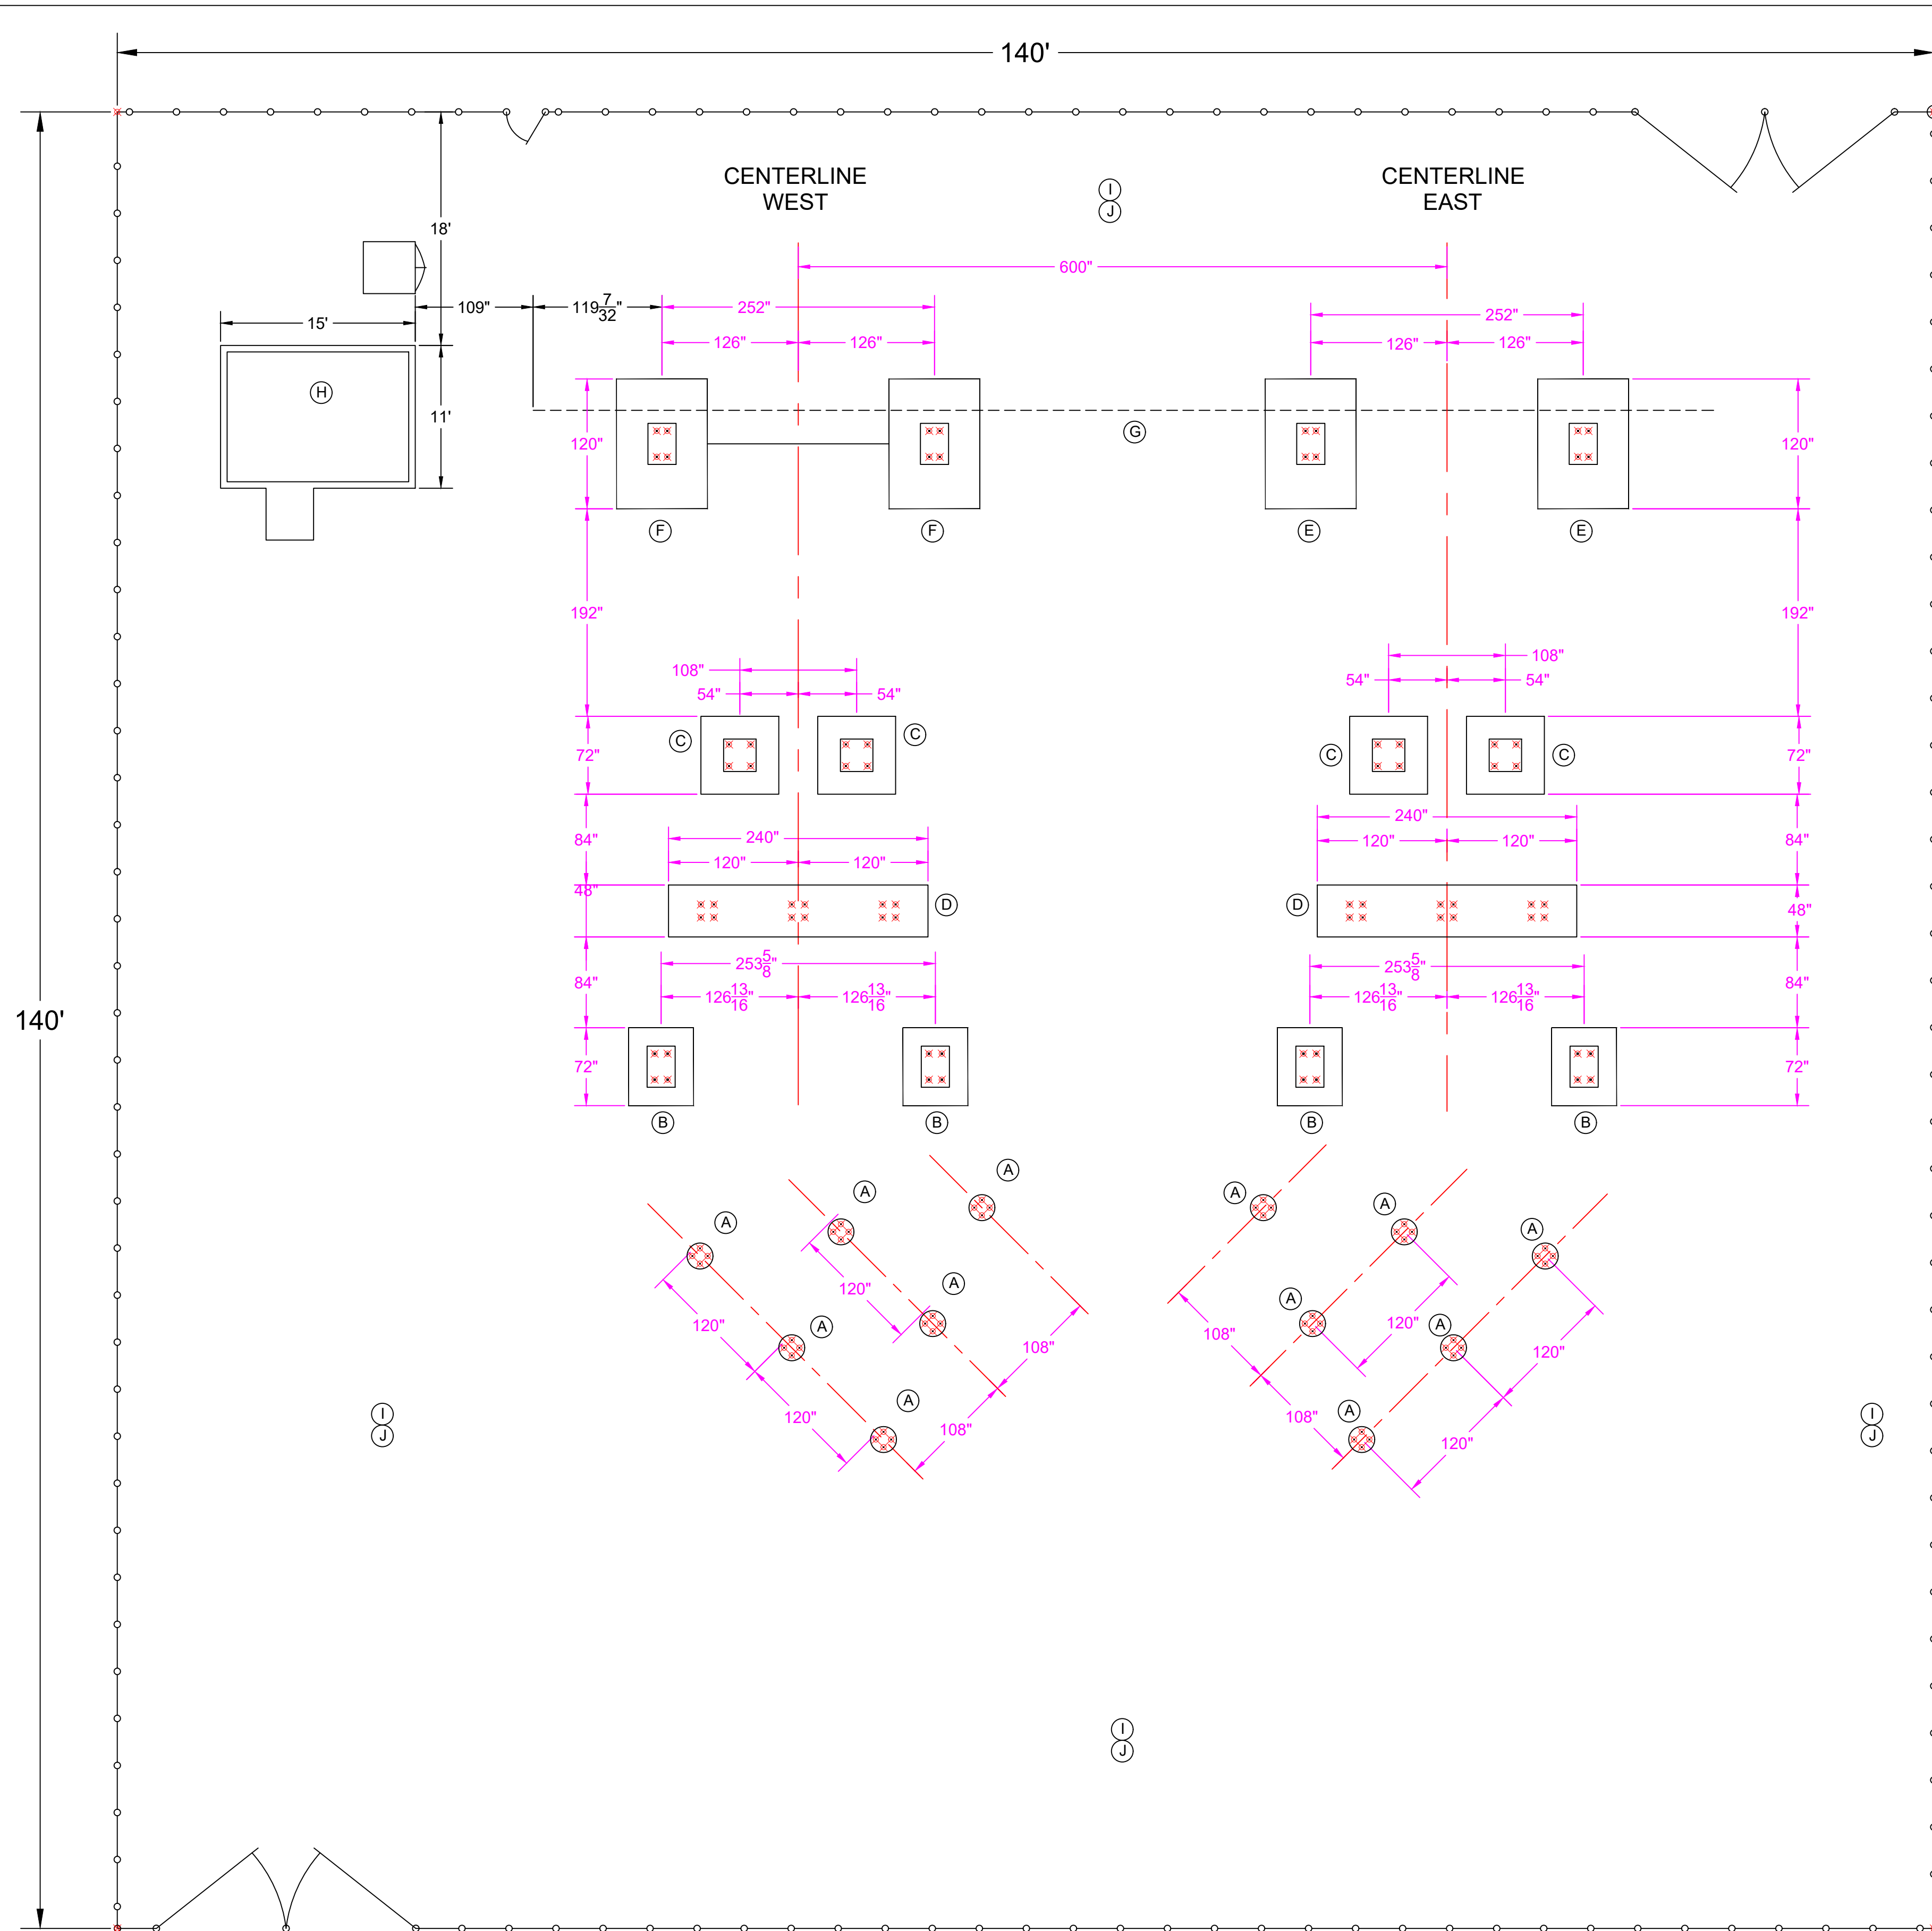 140'
CENTERLINE
WEST
CENTERLINE
EAST
I
J
18'
600"
109"
119 7/32"
252"
252"
15'
126"
126"
126"
126"
H
11'
G
120"
120"
F
F
E
E
192"
192"
108"
108"
54"
54"
54"
54"
C
C
C
C
72"
72"
240"
240"
84"
120"
120"
120"
120"
84"
48"
D
D
48"
253 5/8"
253 5/8"
84"
126 13/16"
126 13/16"
126 13/16"
126 13/16"
84"
140'
72"
72"
B
B
B
B
A
A
A
A
A
A
A
A
A
A
A
A
120"
120"
108"
108"
120"
120"
120"
108"
108"
120"
I
J
I
J
I
J